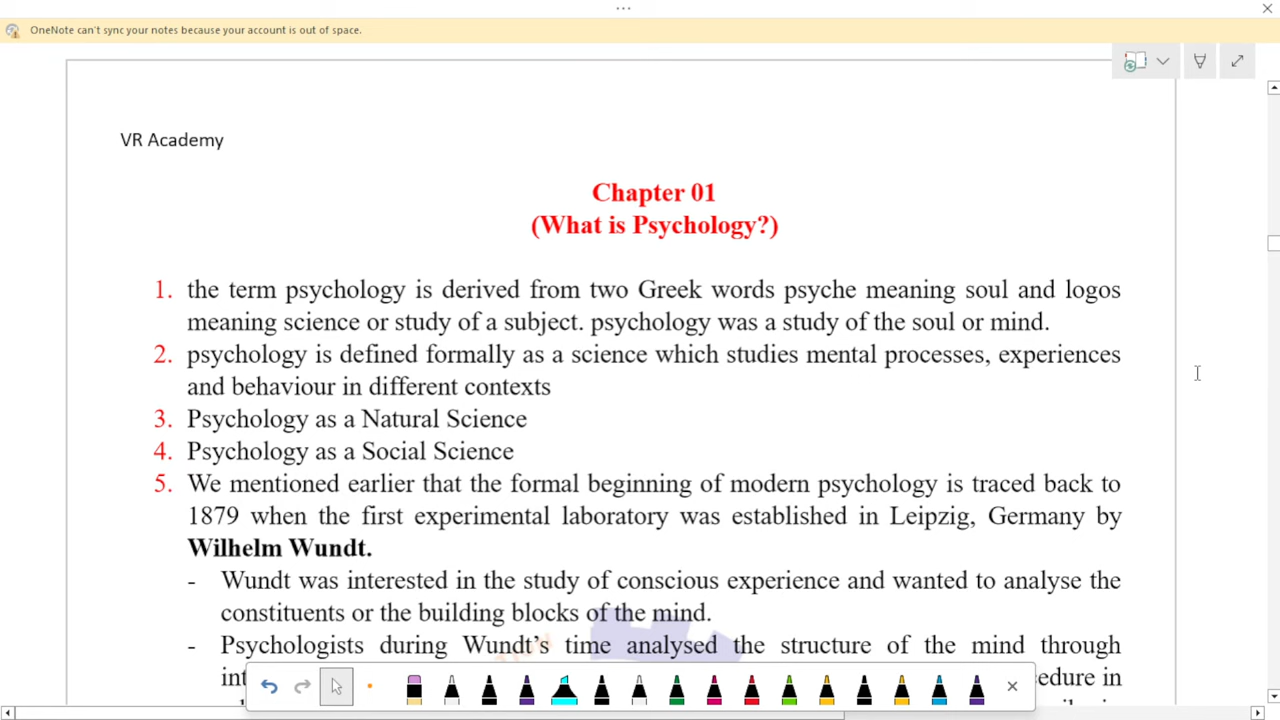 OneNote can't sync your notes because your account is out of space.
VR Academy
Chapter 01
(What is Psychology?)
1. the term psychology is derived from two Greek words psyche meaning soul and logos
meaning science or study of a subject. psychology was a study of the soul or mind.
2. psychology is defined formally as a science which studies mental processes, experiences
and behaviour in different contexts
3. Psychology as a Natural Science
4. Psychology as a Social Science
5. We mentioned earlier that the formal beginning of modern psychology is traced back to
1879 when the first experimental laboratory was established in Leipzig, Germany by
Wilhelm Wundt.
- Wundt was interested in the study of conscious experience and wanted to analyse the
constituents or the building blocks of the mind.
- Psychologists during Wundt's time analysed the structure of the mind through
in